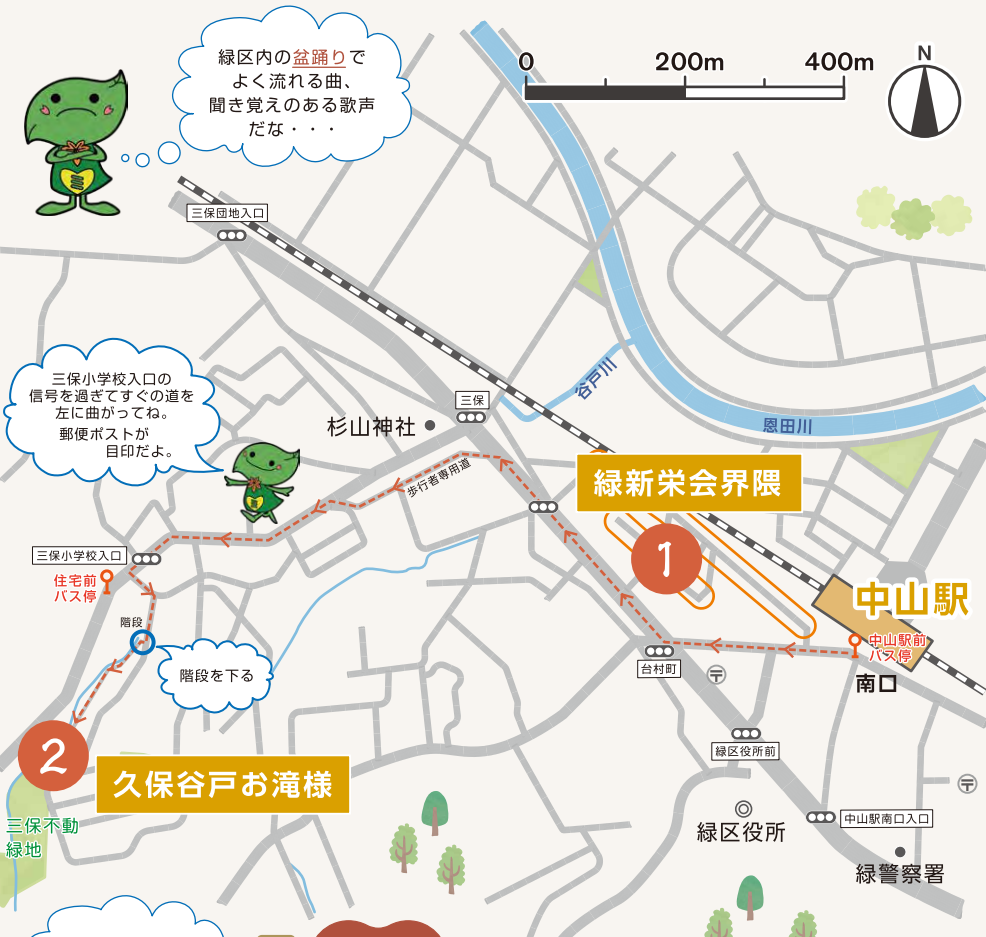 緑区内の盆踊りで
よく流れる曲、
聞き覚えのある歌声
だな・・・
0 200m 400m
N
三保団地入口
三保小学校入口の
信号を過ぎてすぐの道を
左に曲がってね。
郵便ポストが
目印だよ。
三保
杉山神社
谷戸川
恩田川
歩行者専用道
緑新栄会界隈
1
三保小学校入口
住宅前
バス停
階段
階段を下る
中山駅
中山駅前
バス停
南口
台村町
〒
緑区役所前
2
久保谷戸お滝様
三保不動
緑地
緑区役所
〒
中山駅南口入口
緑警察署